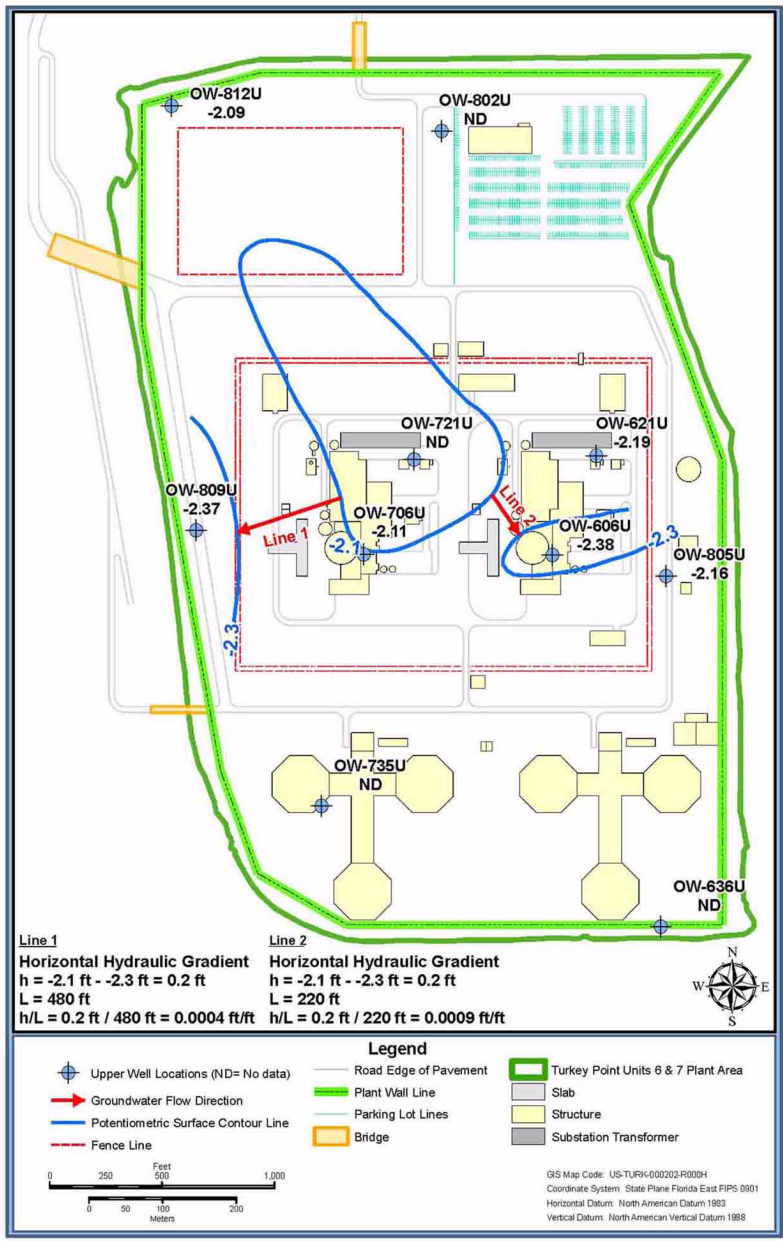 OW-812U
-2.09
OW-802U
ND
OW-721U
ND
OW-621U
-2.19
OW-809U
-2.37
Line 1
OW-706U
-2.11
-2.1
Line 2
OW-606U
-2.38
-2.3
OW-805U
-2.16
-2.3
OW-735U
ND
OW-636U
ND
Line 1
Horizontal Hydraulic Gradient
h = -2.1 ft - -2.3 ft = 0.2 ft
L = 480 ft
h/L = 0.2 ft / 480 ft = 0.0004 ft/ft
Line 2
Horizontal Hydraulic Gradient
h = -2.1 ft - -2.3 ft = 0.2 ft
L = 220 ft
h/L = 0.2 ft / 220 ft = 0.0009 ft/ft
N
W
E
S
Legend
Upper Well Locations (ND= No data)
Groundwater Flow Direction
Potentiometric Surface Contour Line
Fence Line
Road Edge of Pavement
Plant Wall Line
Parking Lot Lines
Bridge
Turkey Point Units 6 & 7 Plant Area
Slab
Structure
Substation Transformer
Feet
0 250 500 1,000
0 50 100 200
Meters
GIS Map Code: US-TURK-000202-R000H
Coordinate System: State Plane Florida East FIPS 0901
Horizontal Datum: North American Datum 1983
Vertical Datum: North American Vertical Datum 1988